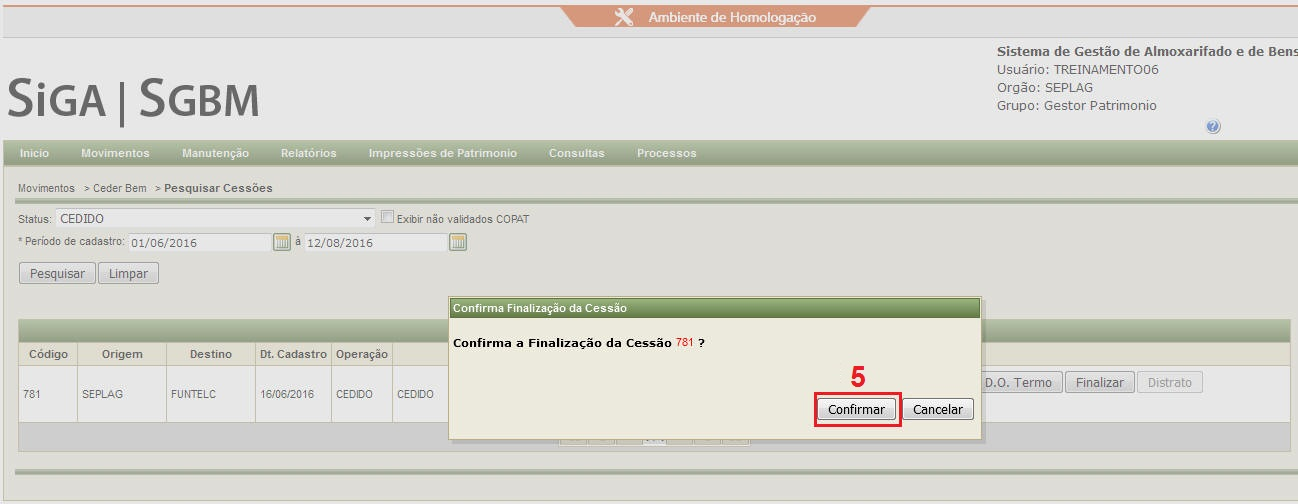 Ambiente de Homologação
Sistema de Gestão de Almoxarifado e de Bens
Usuário: TREINAMENTO06
Orgão: SEPLAG
Grupo: Gestor Patrimonio
SIGA | SGBM
?
Inicio Movimentos Manutenção Relatórios Impressões de Patrimonio Consultas Processos
Movimentos > Ceder Bem > Pesquisar Cessões
Status: CEDIDO Exibir não validados COPAT
* Período de cadastro: 01/06/2016 à 12/08/2016
Pesquisar Limpar
Confirma Finalização da Cessão
Confirma a Finalização da Cessão 781 ?
5
Confirmar Cancelar
Código Origem Destino Dt. Cadastro Operação
781 SEPLAG FUNTELC 16/06/2016 CEDIDO CEDIDO D.O. Termo Finalizar Distrato